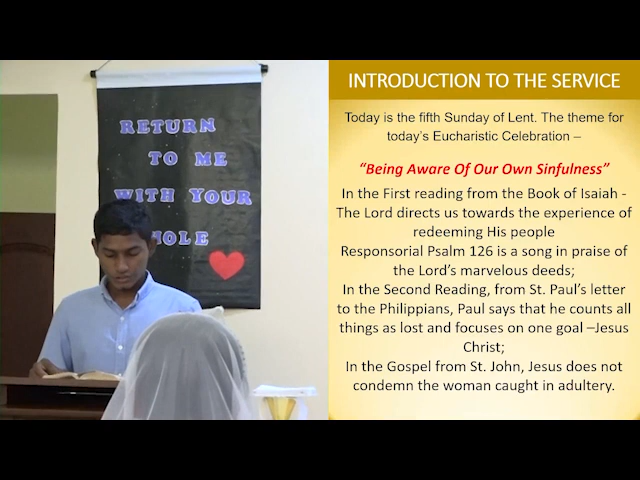 RETURN
TO ME
WITH YOUR
HOLE
INTRODUCTION TO THE SERVICE
Today is the fifth Sunday of Lent. The theme for
today's Eucharistic Celebration –
“Being Aware Of Our Own Sinfulness”
In the First reading from the Book of Isaiah -
The Lord directs us towards the experience of
redeeming His people
Responsorial Psalm 126 is a song in praise of
the Lord's marvelous deeds;
In the Second Reading, from St. Paul's letter
to the Philippians, Paul says that he counts all
things as lost and focuses on one goal –Jesus
Christ;
In the Gospel from St. John, Jesus does not
condemn the woman caught in adultery.